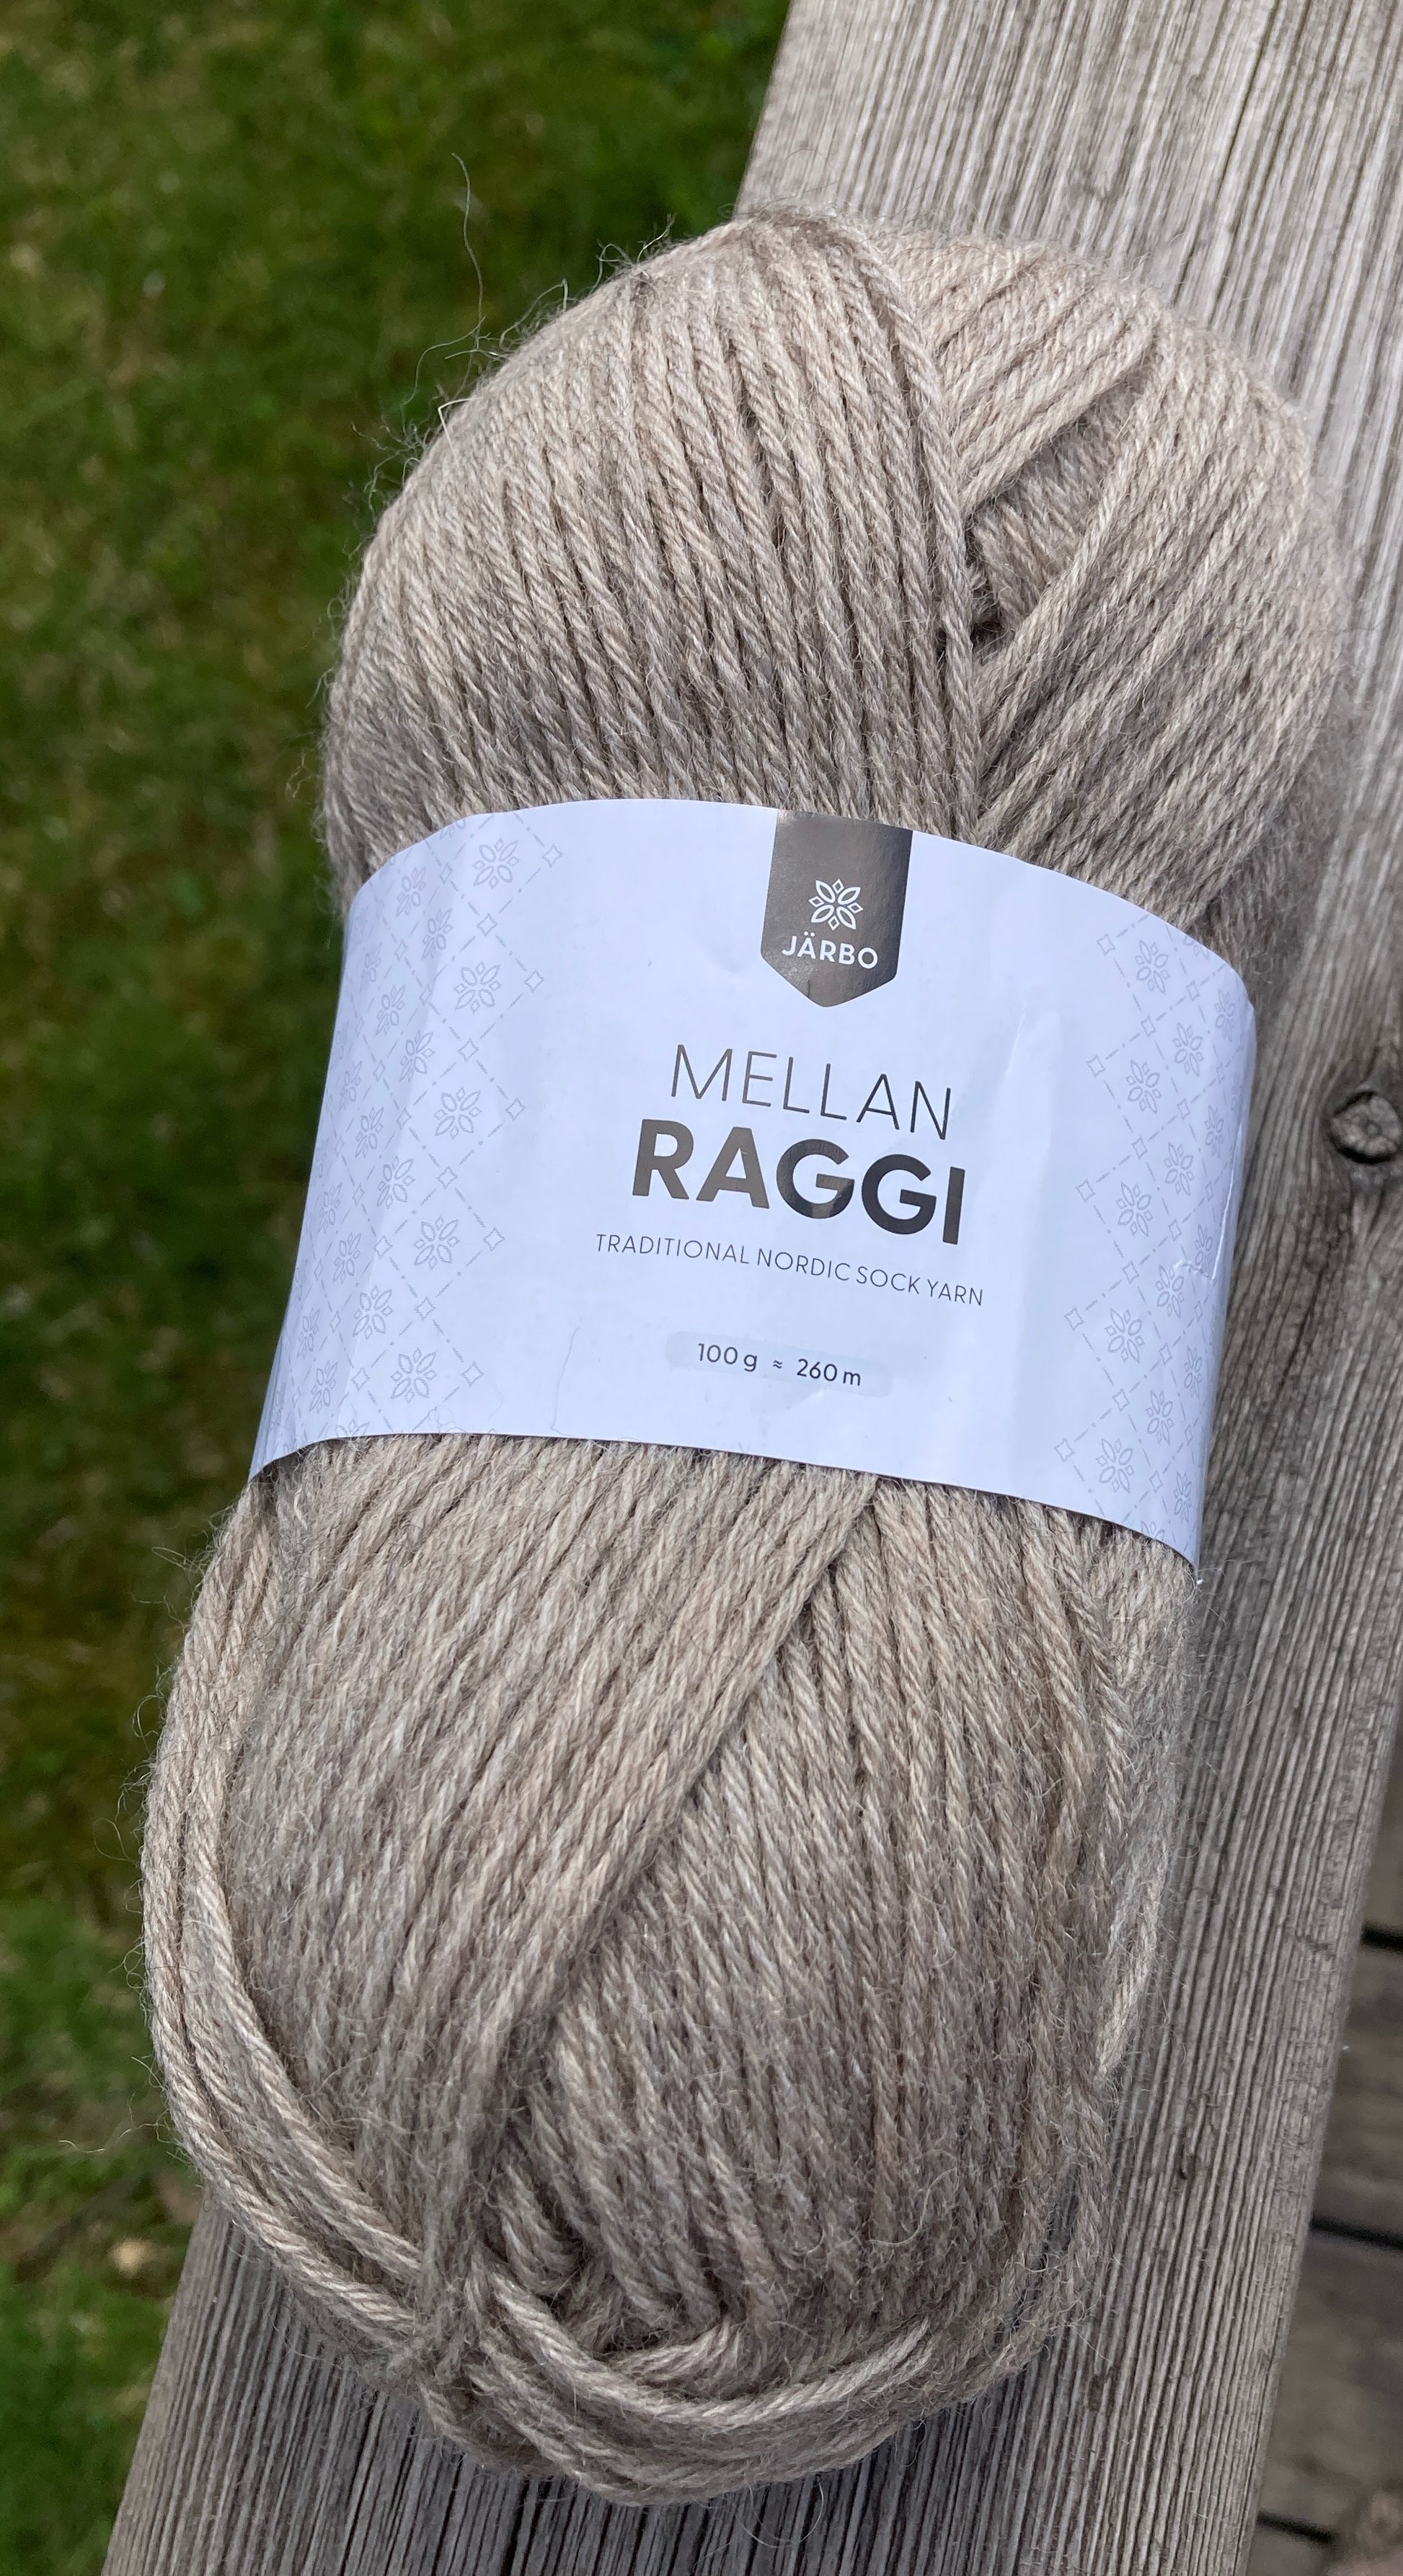 JÄRBO
MELLAN
RAGGI
TRADITIONAL NORDIC SOCK YARN
100 g ≈ 260 m